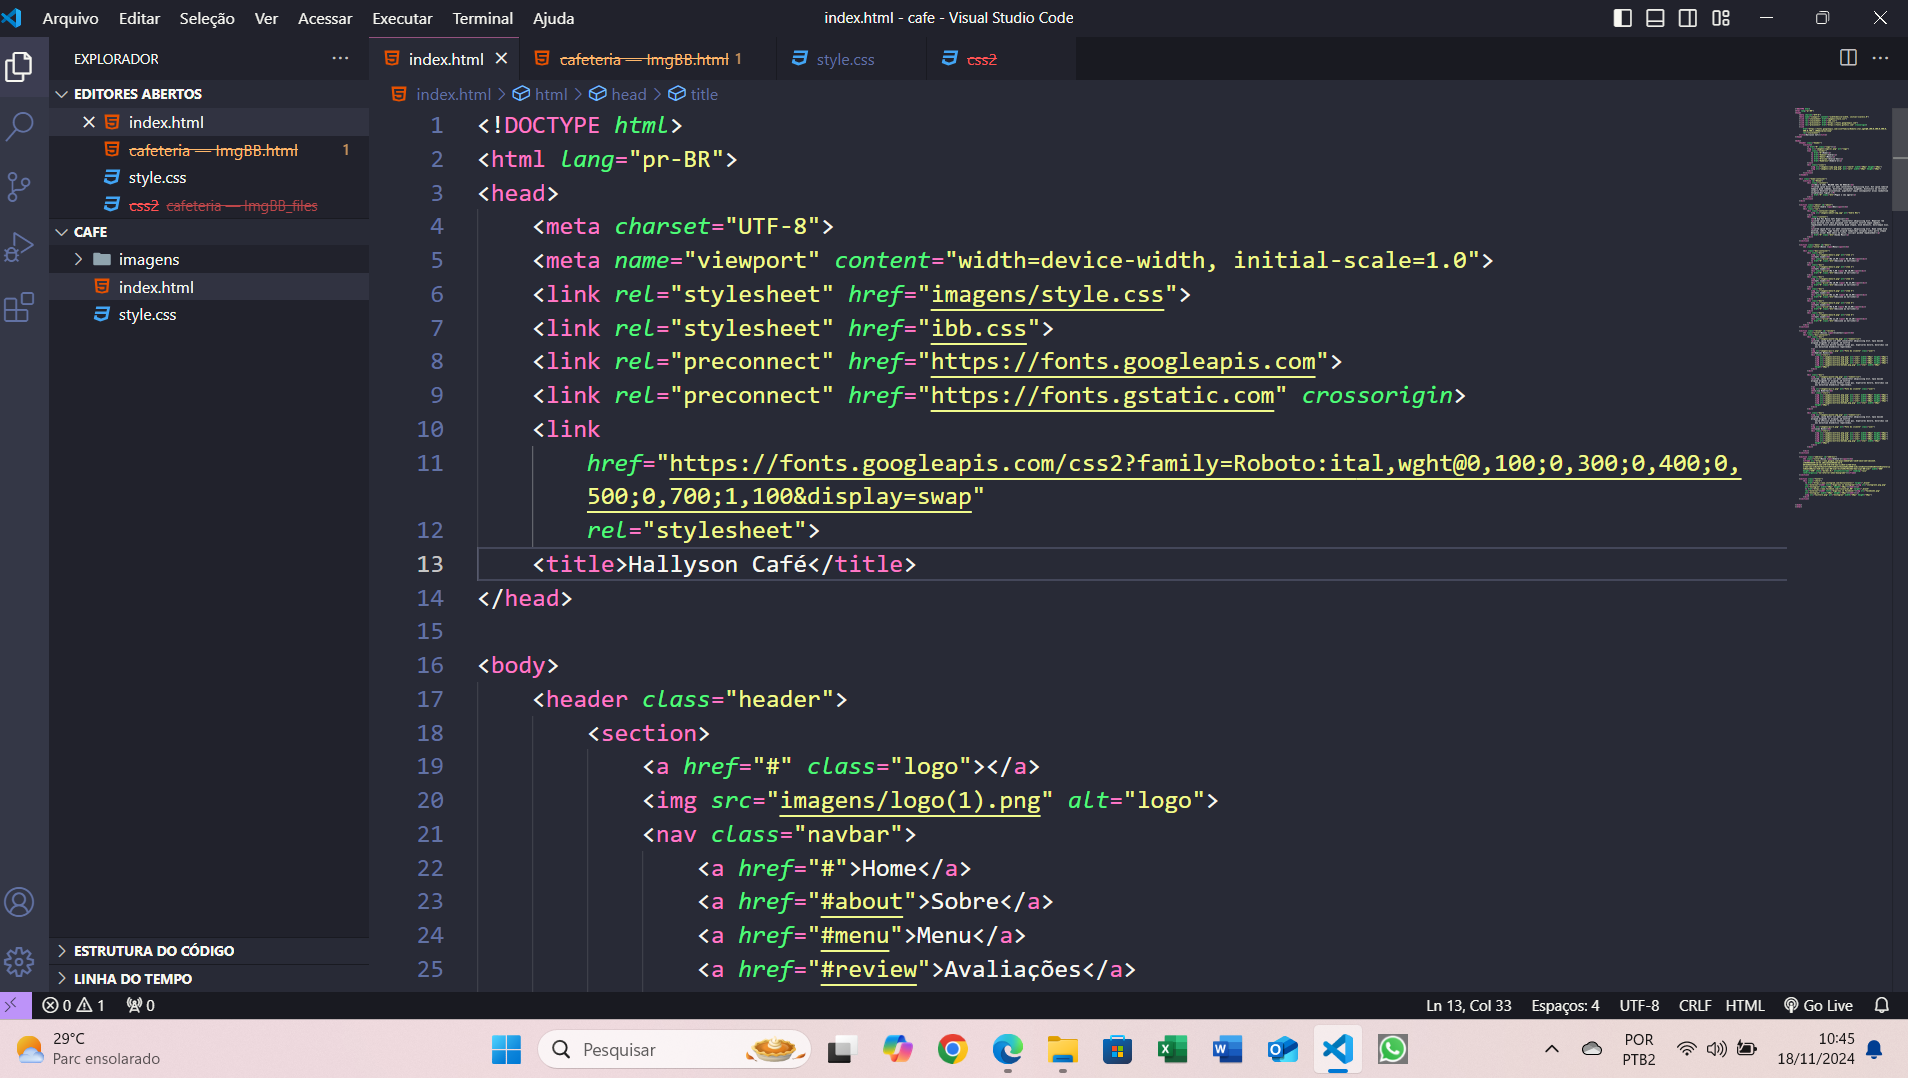 Arquivo Editar Seleção Ver Acessar Executar Terminal Ajuda
index.html - cafe - Visual Studio Code
EXPLORADOR
index.html
cafeteria — ImgBB.html 1
style.css
css2
EDITORES ABERTOS
index.html
cafeteria — ImgBB.html 1
style.css
css2 cafeteria — ImgBB_files
CAFE
imagens
index.html
style.css
ESTRUTURA DO CÓDIGO
LINHA DO TEMPO
index.html > html > head > title
1 <!DOCTYPE html>
2 <html lang="pr-BR">
3 <head>
4 <meta charset="UTF-8">
5 <meta name="viewport" content="width=device-width, initial-scale=1.0">
6 <link rel="stylesheet" href="imagens/style.css">
7 <link rel="stylesheet" href="ibb.css">
8 <link rel="preconnect" href="https://fonts.googleapis.com">
9 <link rel="preconnect" href="https://fonts.gstatic.com" crossorigin>
10 <link
11 href="https://fonts.googleapis.com/css2?family=Roboto:ital,wght@0,100;0,300;0,400;0,
500;0,700;1,100&display=swap"
12 rel="stylesheet">
13 <title>Hallyson Café</title>
14 </head>
15
16 <body>
17 <header class="header">
18 <section>
19 <a href="#" class="logo"></a>
20 <img src="imagens/logo(1).png" alt="logo">
21 <nav class="navbar">
22 <a href="#">Home</a>
23 <a href="#about">Sobre</a>
24 <a href="#menu">Menu</a>
25 <a href="#review">Avaliações</a>
0 1 0
Ln 13, Col 33 Espaços: 4 UTF-8 CRLF HTML Go Live
29°C
Parc ensolarado
Pesquisar
POR
PTB2
10:45
18/11/2024